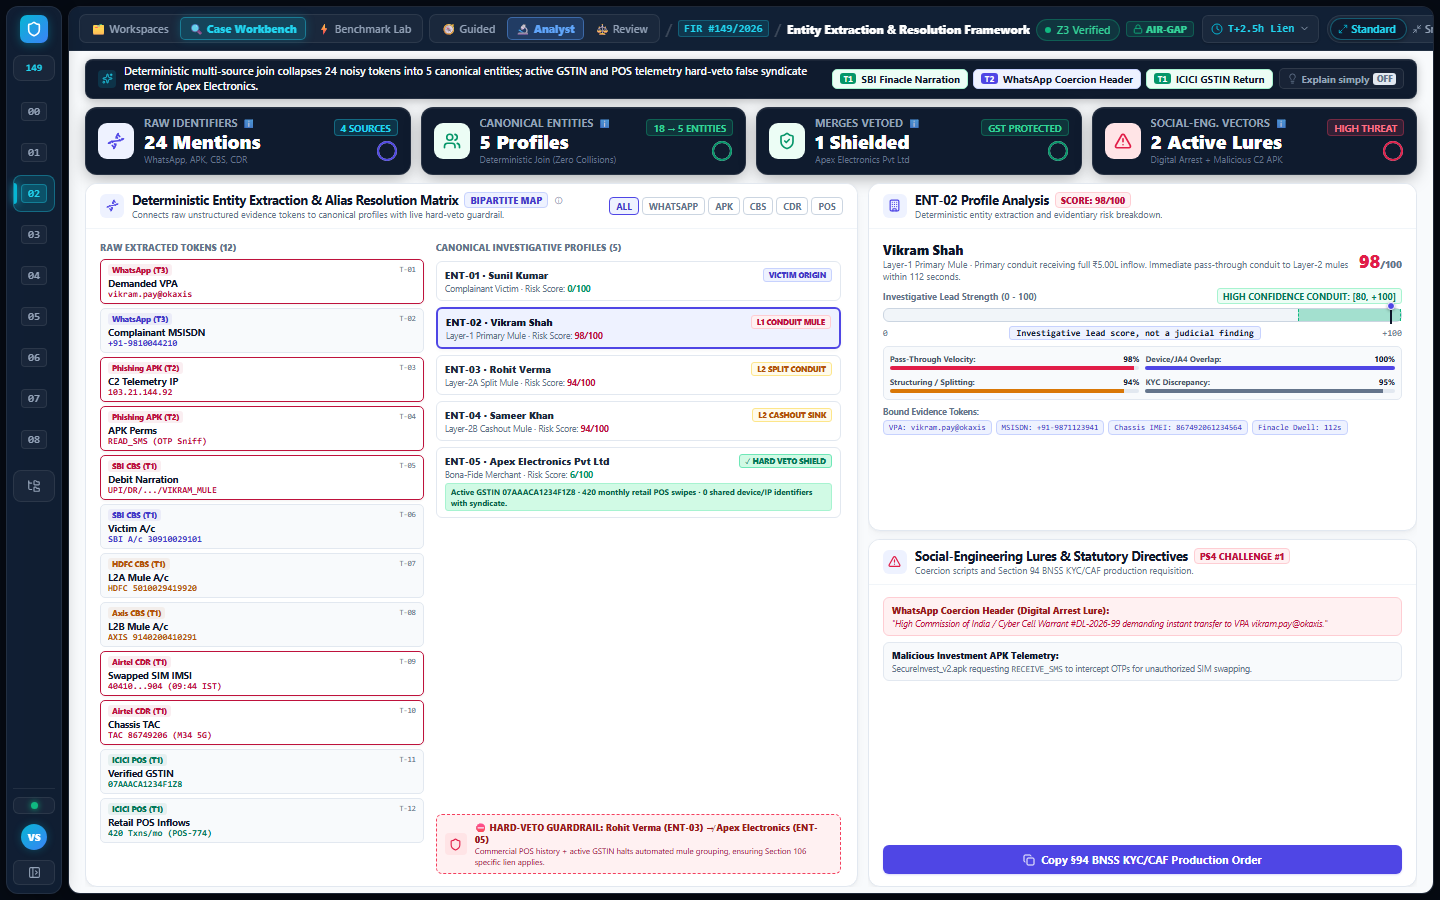 Workspaces
Case Workbench
Benchmark Lab
Guided
Analyst
Review
/
FIR #149/2026
/
Entity Extraction & Resolution Framework
Z3 Verified
AIR-GAP
T+2.5h Lien
Standard
149
00
01
02
03
04
05
06
07
08
VS
Deterministic multi-source join collapses 24 noisy tokens into 5 canonical entities; active GSTIN and POS telemetry hard-veto false syndicate
merge for Apex Electronics.
T1 SBI Finacle Narration
T2 WhatsApp Coercion Header
T1 ICICI GSTIN Return
Explain simply OFF
RAW IDENTIFIERS
24 Mentions
WhatsApp, APK, CBS, CDR
4 SOURCES
CANONICAL ENTITIES
5 Profiles
Deterministic Join (Zero Collisions)
18 → 5 ENTITIES
MERGES VETOED
1 Shielded
Apex Electronics Pvt Ltd
GST PROTECTED
SOCIAL-ENG. VECTORS
2 Active Lures
Digital Arrest + Malicious C2 APK
HIGH THREAT
Deterministic Entity Extraction & Alias Resolution Matrix
BIPARTITE MAP
Connects raw unstructured evidence tokens to canonical profiles with live hard-veto guardrail.
ALL
WHATSAPP
APK
CBS
CDR
POS
RAW EXTRACTED TOKENS (12)
WhatsApp (T3)
T-01
Demanded VPA
vikram.pay@okaxis
WhatsApp (T3)
T-02
Complainant MSISDN
+91-9810044210
Phishing APK (T2)
T-03
C2 Telemetry IP
103.21.144.92
Phishing APK (T2)
T-04
APK Perms
READ_SMS (OTP Sniff)
SBI CBS (T1)
T-05
Debit Narration
UPI/DR/.../VIKRAM_MULE
SBI CBS (T1)
T-06
Victim A/c
SBI A/c 30910029101
HDFC CBS (T1)
T-07
L2A Mule A/c
HDFC 5010029419920
Axis CBS (T1)
T-08
L2B Mule A/c
AXIS 9140200410291
Airtel CDR (T1)
T-09
Swapped SIM IMSI
40410...904 (09:44 IST)
Airtel CDR (T1)
T-10
Chassis TAC
TAC 86749206 (M34 5G)
ICICI POS (T1)
T-11
Verified GSTIN
07AAACA1234F1Z8
ICICI POS (T1)
T-12
Retail POS Inflows
420 Txns/mo (POS-774)
CANONICAL INVESTIGATIVE PROFILES (5)
ENT-01 · Sunil Kumar
VICTIM ORIGIN
Complainant Victim · Risk Score: 0/100
ENT-02 · Vikram Shah
L1 CONDUIT MULE
Layer-1 Primary Mule · Risk Score: 98/100
ENT-03 · Rohit Verma
L2 SPLIT CONDUIT
Layer-2A Split Mule · Risk Score: 94/100
ENT-04 · Sameer Khan
L2 CASHOUT SINK
Layer-2B Cashout Mule · Risk Score: 94/100
ENT-05 · Apex Electronics Pvt Ltd
✓ HARD VETO SHIELD
Bona-Fide Merchant · Risk Score: 6/100
Active GSTIN 07AAACA1234F1Z8 · 420 monthly retail POS swipes · 0 shared device/IP identifiers
with syndicate.
HARD-VETO GUARDRAIL: Rohit Verma (ENT-03) → Apex Electronics (ENT-
05)
Commercial POS history + active GSTIN halts automated mule grouping, ensuring Section 106
specific lien applies.
ENT-02 Profile Analysis
SCORE: 98/100
Deterministic entity extraction and evidentiary risk breakdown.
Vikram Shah
Layer-1 Primary Mule · Primary conduit receiving full ₹5.00L inflow. Immediate pass-through conduit to Layer-2 mules
within 112 seconds.
98/100
Investigative Lead Strength (0 - 100)
HIGH CONFIDENCE CONDUIT: [80, +100]
0
Investigative lead score, not a judicial finding
+100
Pass-Through Velocity: 98%
Device/JA4 Overlap: 100%
Structuring / Splitting: 94%
KYC Discrepancy: 95%
Bound Evidence Tokens:
VPA: vikram.pay@okaxis
MSISDN: +91-9871123941
Chassis IMEI: 867492061234564
Finacle Dwell: 112s
Social-Engineering Lures & Statutory Directives
PS4 CHALLENGE #1
Coercion scripts and Section 94 BNSS KYC/CAF production requisition.
WhatsApp Coercion Header (Digital Arrest Lure):
"High Commission of India / Cyber Cell Warrant #DL-2026-99 demanding instant transfer to VPA vikram.pay@okaxis."
Malicious Investment APK Telemetry:
SecureInvest_v2.apk requesting RECEIVE_SMS to intercept OTPs for unauthorized SIM swapping.
Copy §94 BNSS KYC/CAF Production Order